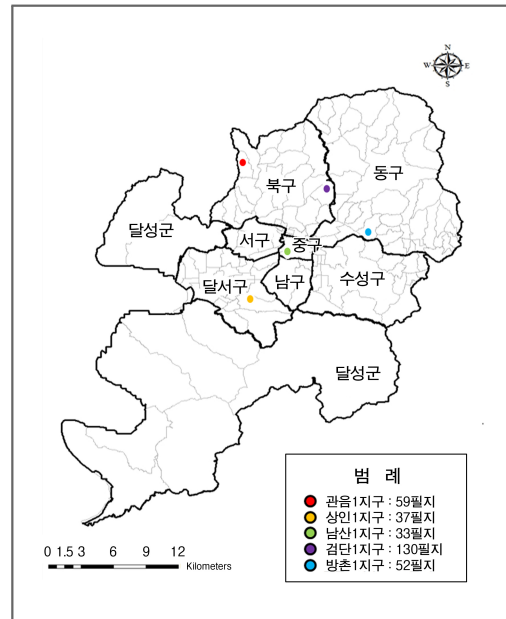 N
W E
S
동구
북구
달성군
서구
중구
달서구
남구
수성구
달성군
범 례
관음1지구 : 59필지
상인1지구 : 37필지
남산1지구 : 33필지
검단1지구 : 130필지
방촌1지구 : 52필지
0 1.5 3 6 9 12
Kilometers